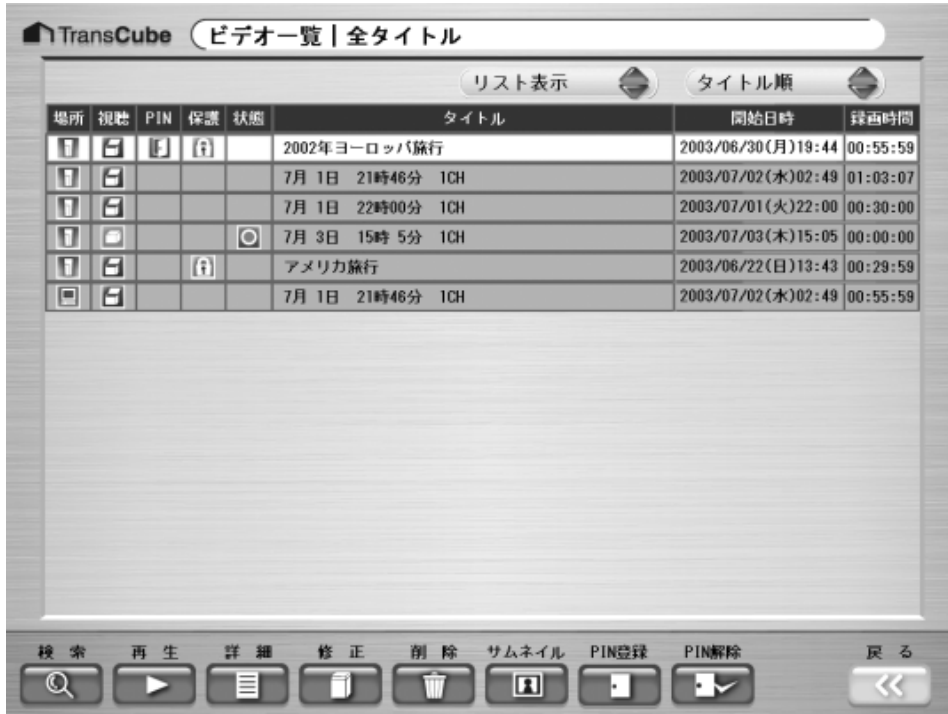 TransCube ビデオ一覧|全タイトル
リスト表示 タイトル順
場所 視聴 PIN 保護 状態 タイトル 開始日時 録画時間
2002年ヨーロッパ旅行 2003/06/30(月)19:44 00:55:59
7月 1日 21時46分 1CH 2003/07/02(水)02:49 01:03:07
7月 1日 22時00分 1CH 2003/07/01(火)22:00 00:30:00
7月 3日 15時 5分 1CH 2003/07/03(木)15:05 00:00:00
アメリカ旅行 2003/06/22(日)13:43 00:29:59
7月 1日 21時46分 1CH 2003/07/02(水)02:49 00:55:59
検索 再生 詳細 修正 削除 サムネイル PIN登録 PIN解除 戻る